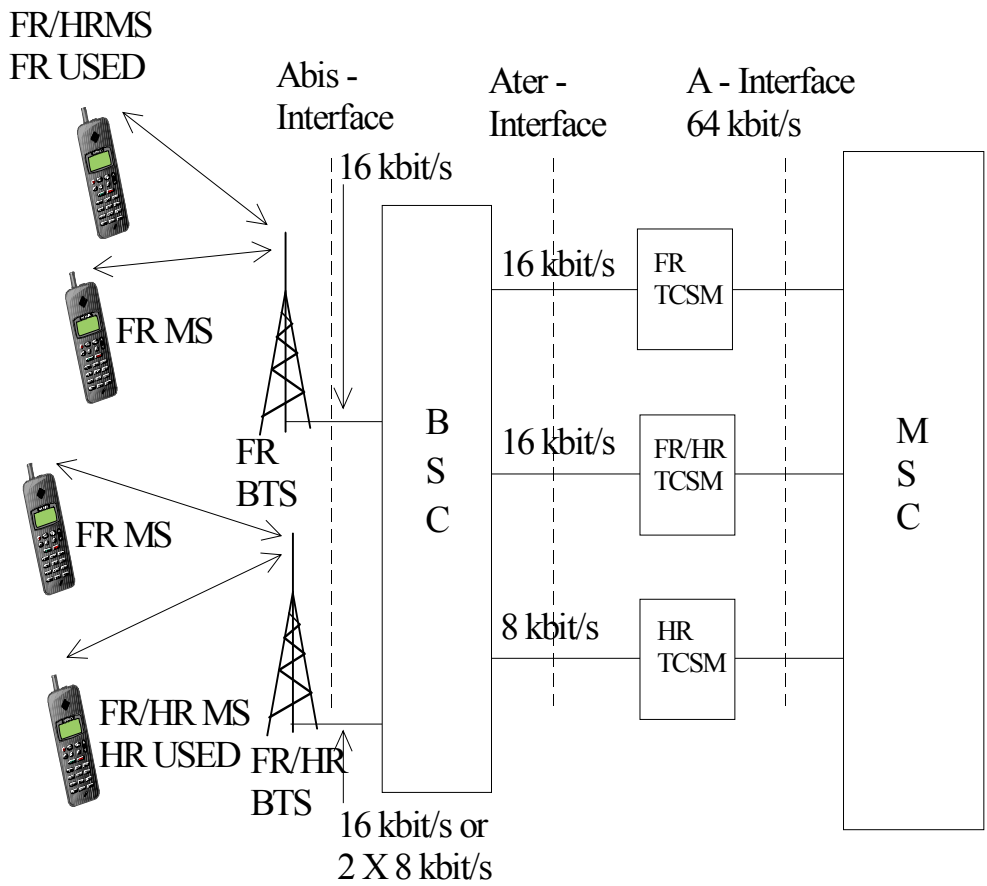 FR/HRMS
FR USED
Abis -
Interface
Ater -
Interface
A - Interface
64 kbit/s
16 kbit/s
16 kbit/s
FR
TCSM
FR MS
B
S
C
M
S
C
FR
BTS
16 kbit/s
FR/HR
TCSM
FR MS
8 kbit/s
HR
TCSM
FR/HR MS
HR USED
FR/HR
BTS
16 kbit/s or
2 X 8 kbit/s